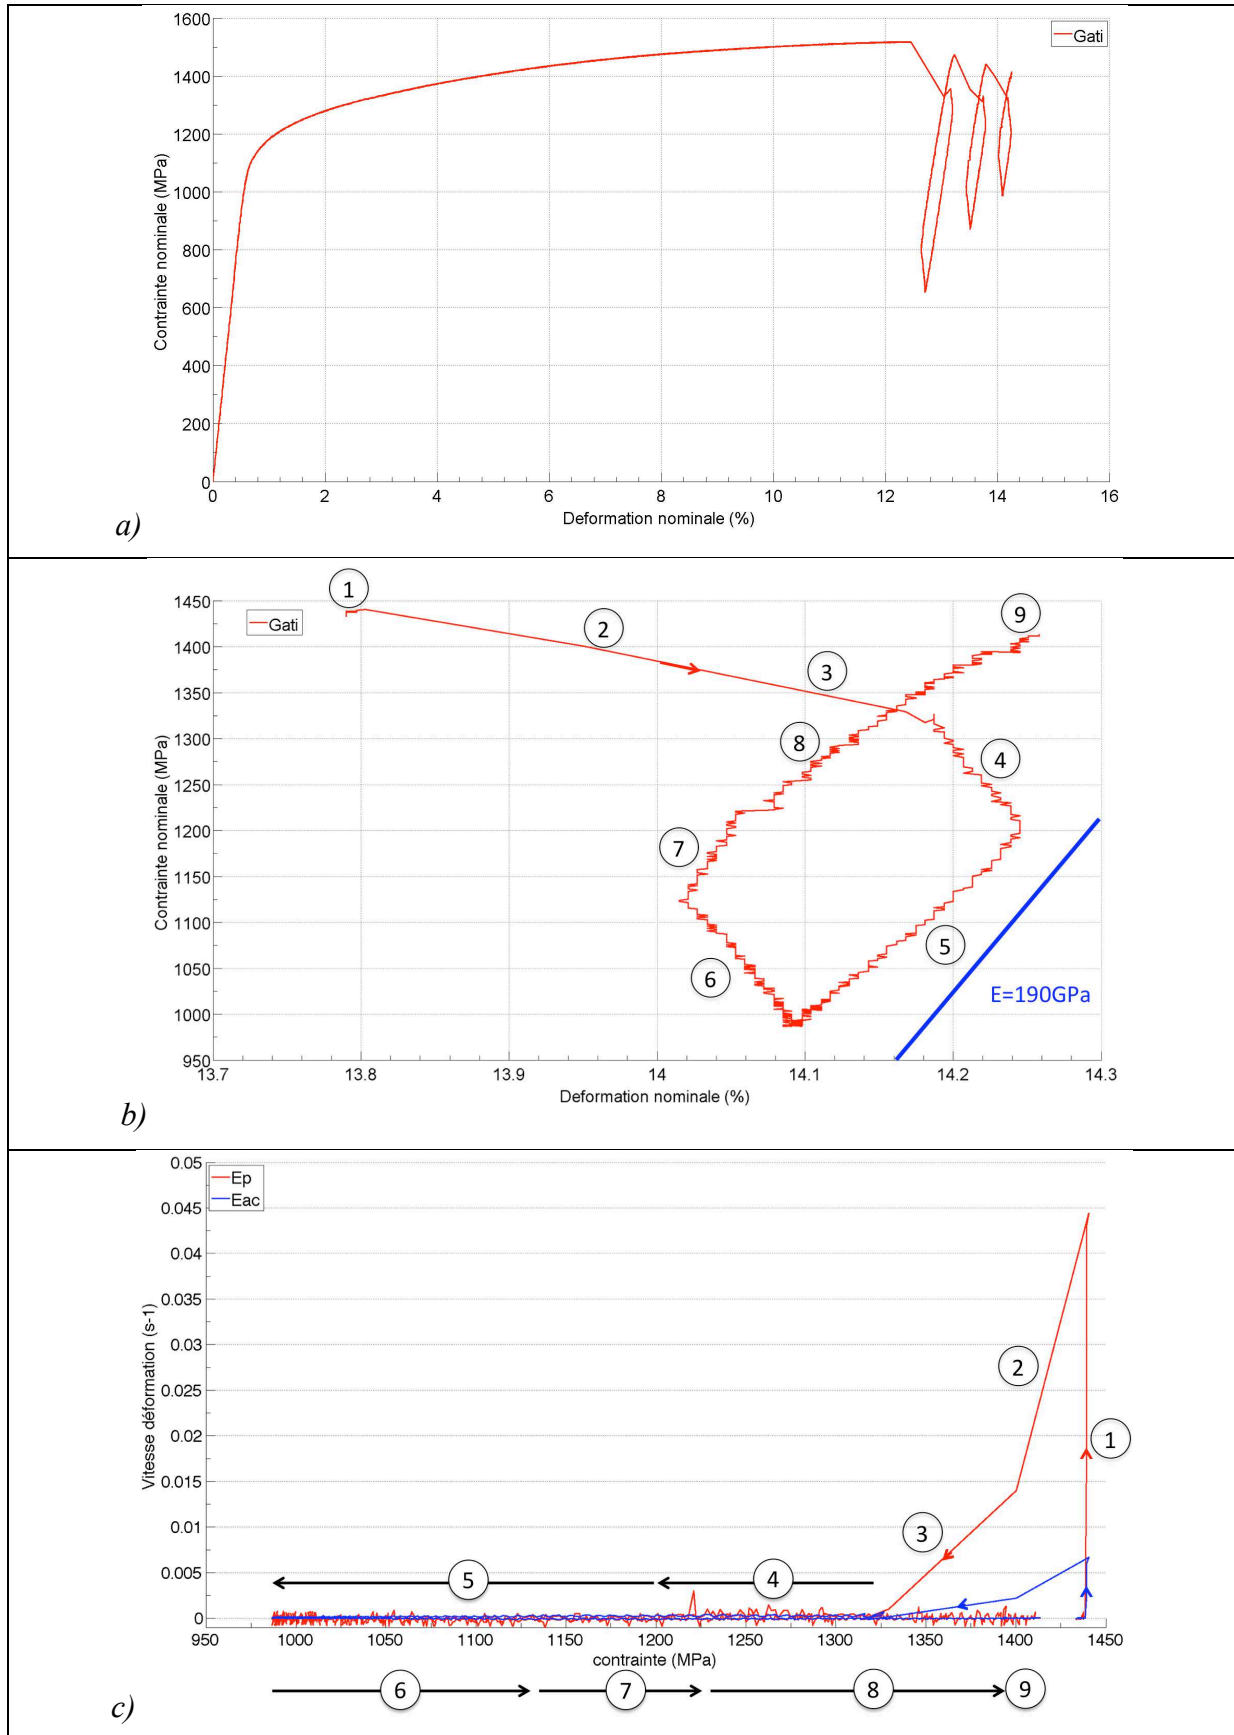 1600
1400
1200
1000
800
600
400
200
0
Contrainte nominale (MPa)
Gati
0 2 4 6 8 10 12 14 16
Deformation nominale (%)
a)
1450
1400
1350
1300
1250
1200
1150
1100
1050
1000
950
Contrainte nominale (MPa)
Gati
1
2
3
4
5
6
7
8
9
E=190GPa
13.7 13.8 13.9 14 14.1 14.2 14.3
Deformation nominale (%)
b)
0.05
0.045
0.04
0.035
0.03
0.025
0.02
0.015
0.01
0.005
0
Vitesse déformation (s-1)
Ep
Eac
2
1
3
5 4
950 1000 1050 1100 1150 1200 1250 1300 1350 1400 1450
contrainte (MPa)
6 7 8 9
c)